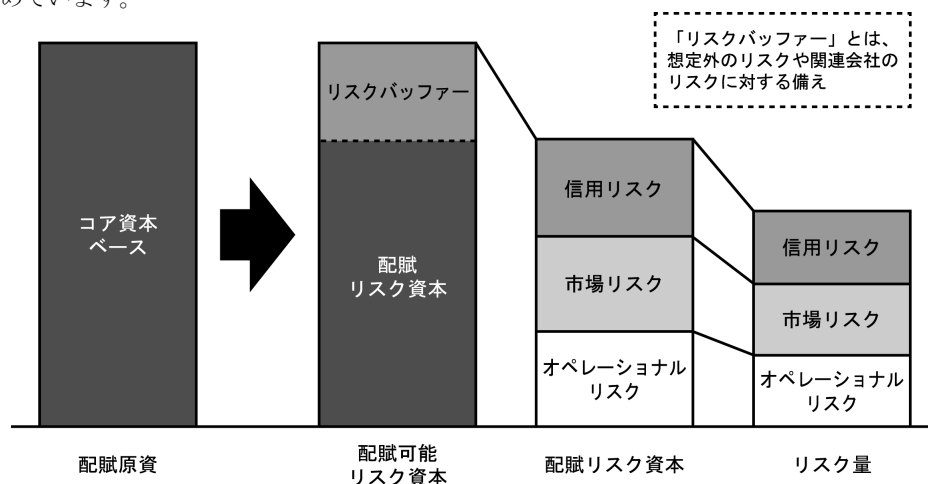 めています。
「リスクバッファー」とは、
想定外のリスクや関連会社の
リスクに対する備え
コア資本
ベース
リスクバッファー
配賦
リスク資本
信用リスク
市場リスク
オペレーショナル
リスク
信用リスク
市場リスク
オペレーショナル
リスク
配賦原資
配賦可能
リスク資本
配賦リスク資本
リスク量